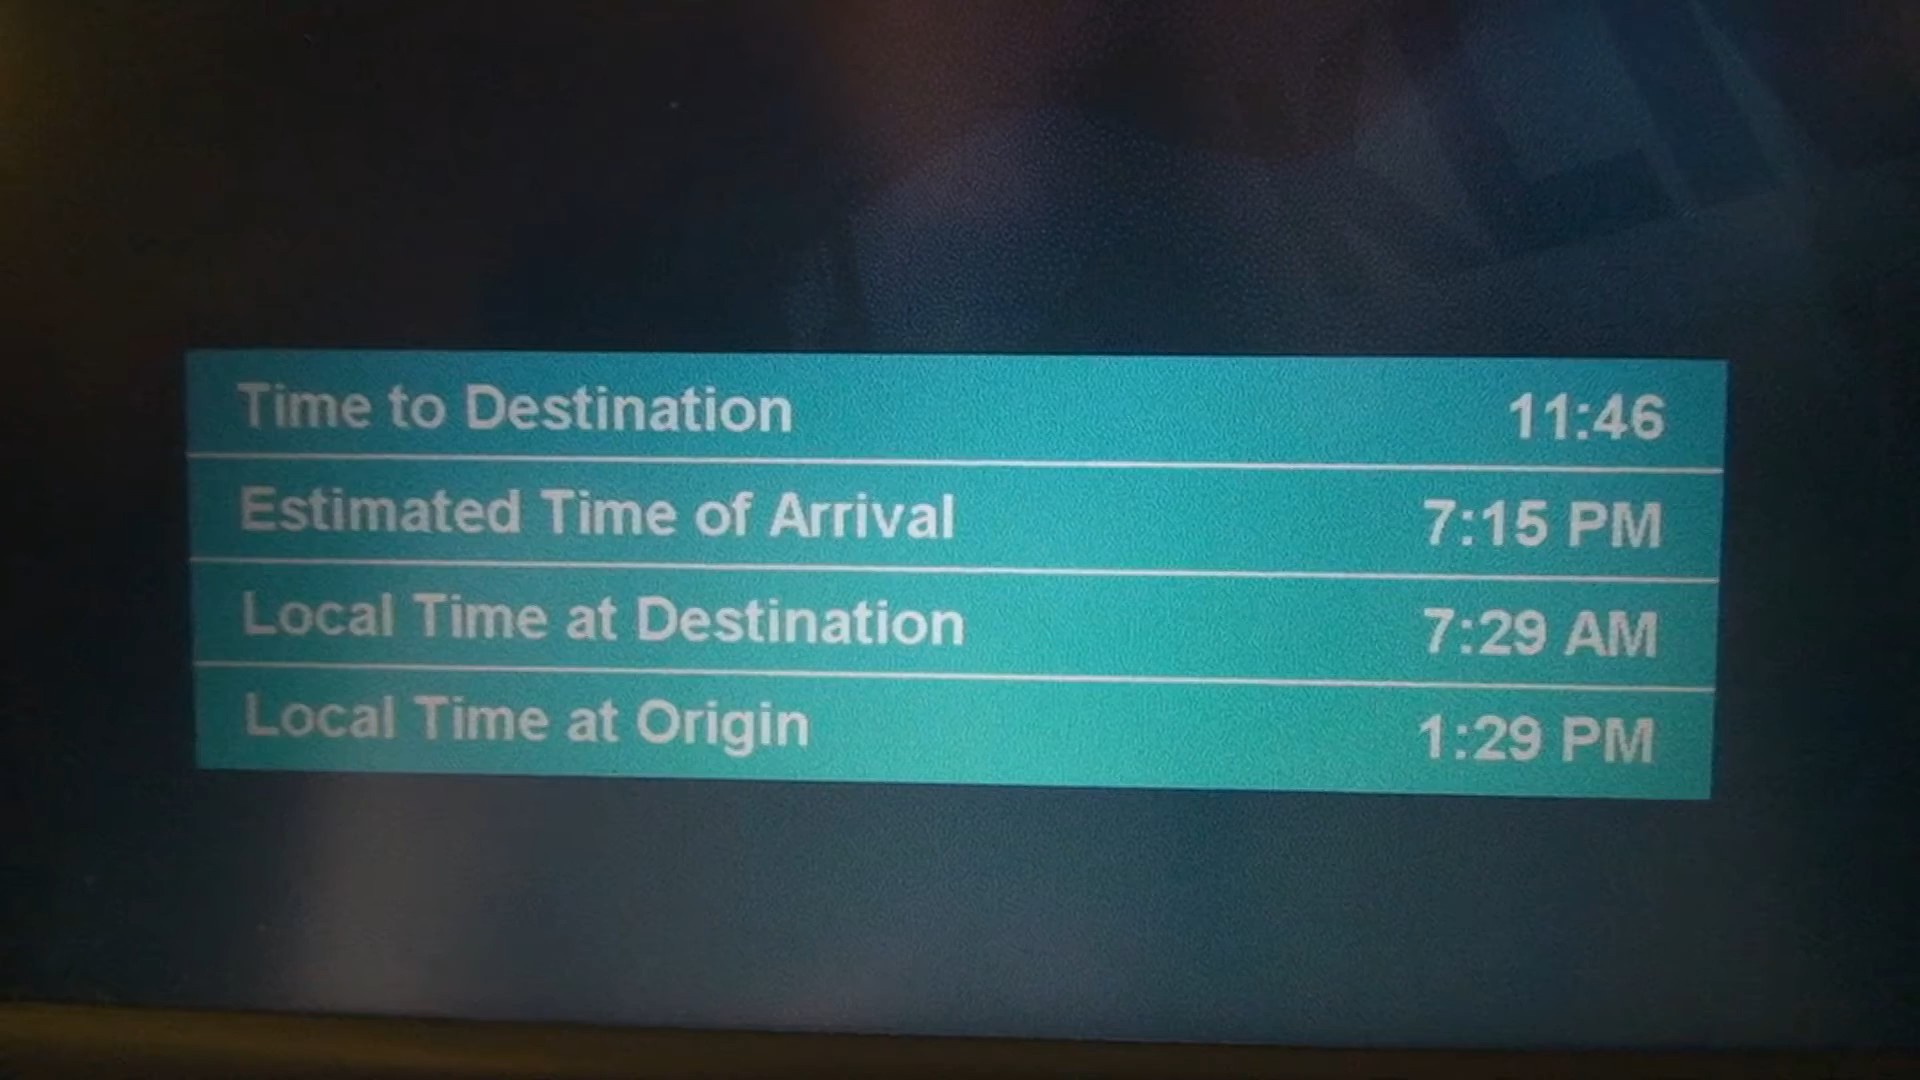 Time to Destination 11:46
Estimated Time of Arrival 7:15 PM
Local Time at Destination 7:29 AM
Local Time at Origin 1:29 PM